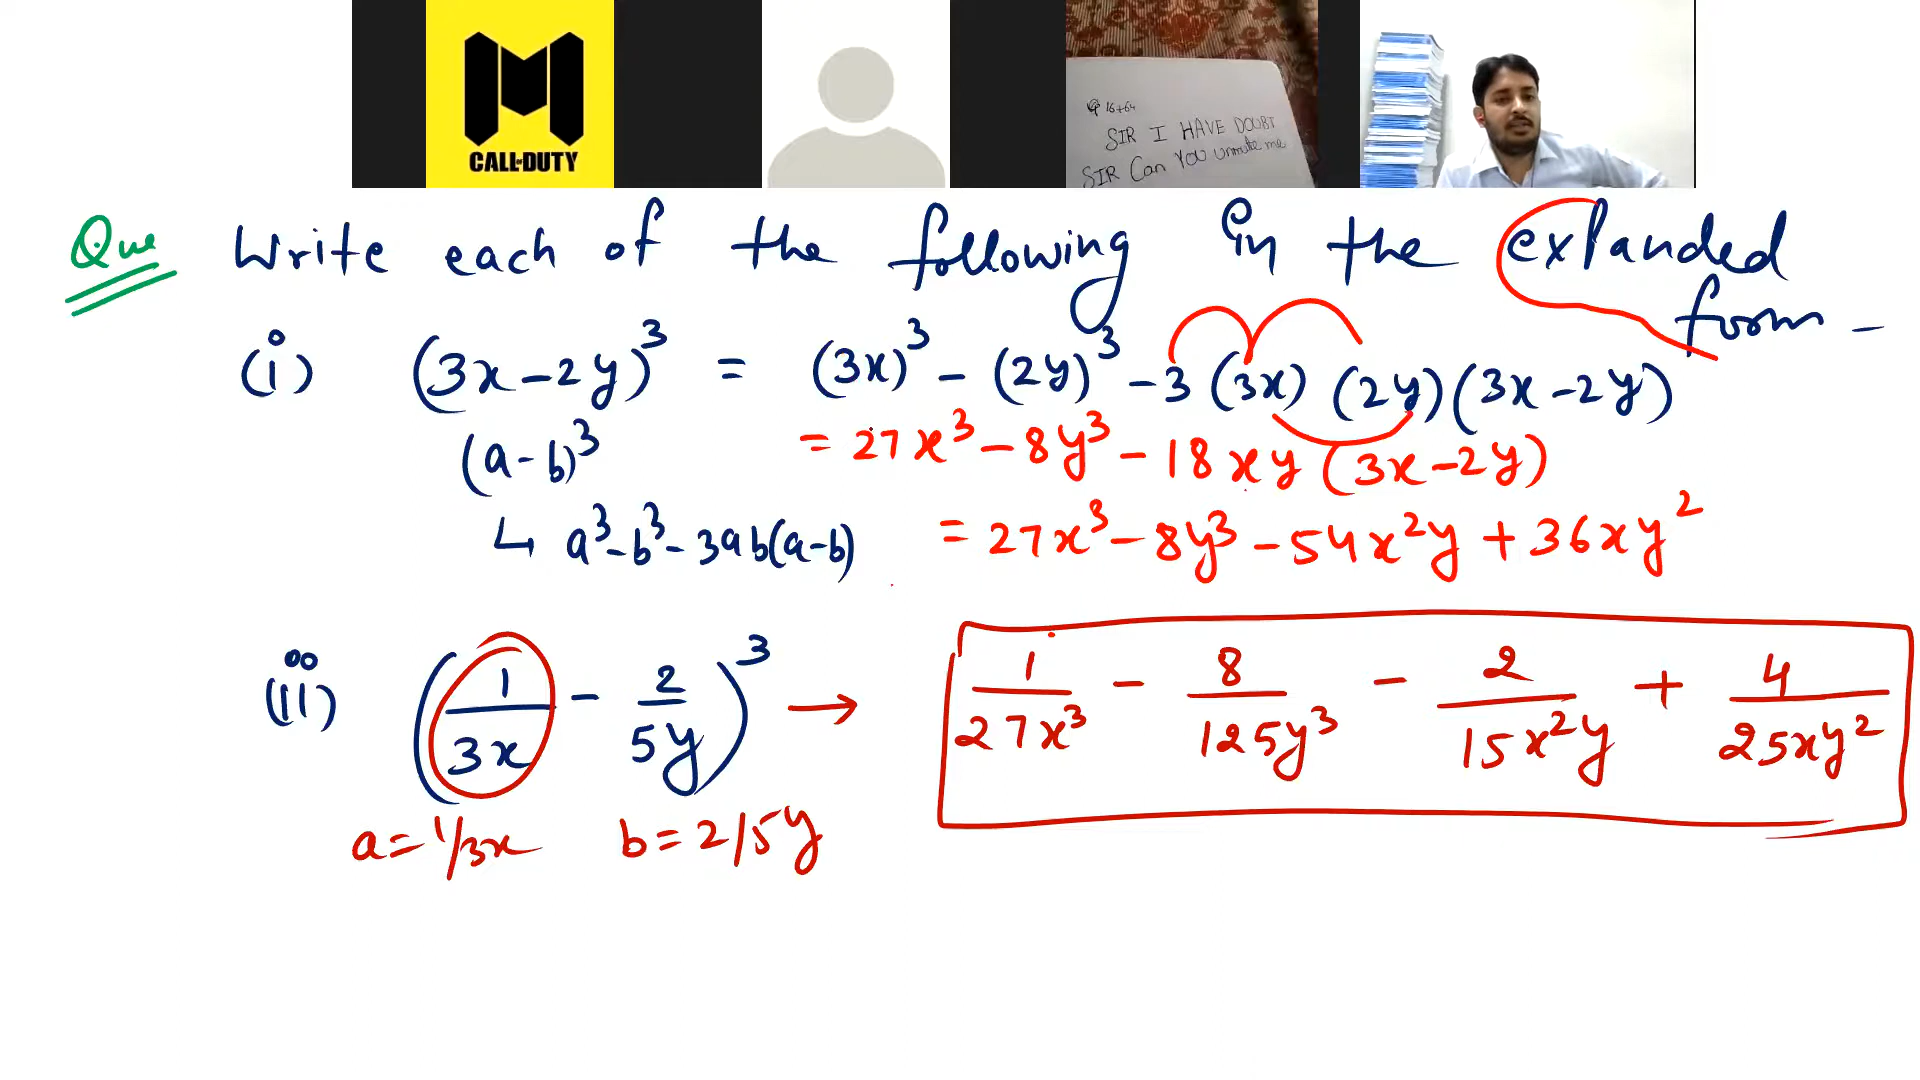 CALL OF DUTY
Q 16+64
SIR I HAVE DOUBT
SIR Can You unmute me
Que Write each of the following in the expanded form –
(i) (3x – 2y)³ = (3x)³ – (2y)³ – 3 (3x) (2y) (3x – 2y)
(a – b)³ = 27x³ – 8y³ – 18xy (3x – 2y)
↳ a³ – b³ – 3ab(a – b) = 27x³ – 8y³ – 54x²y + 36xy²
(ii) (1/3x – 2/5y)³ → 1/27x³ – 8/125y³ – 2/15x²y + 4/25xy²
a = 1/3x b = 2/5y